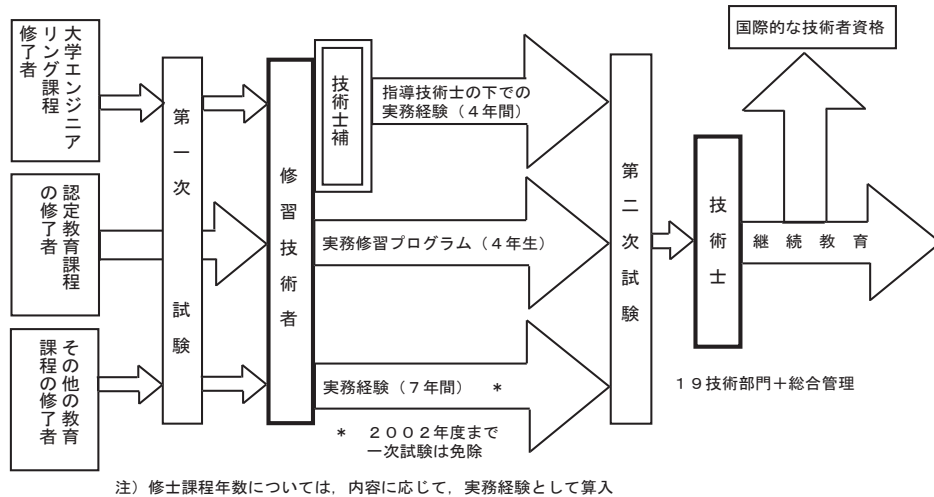 大学エンジニア
リング課程
修了者
認定教育課程
の修了者
その他の教育
課程の修了者
第一次 試験
修習技術者
技術士補
指導技術士の下での
実務経験（４年間）
実務修習プログラム（４年生）
実務経験（７年間） *
* ２００２年度まで
一次試験は免除
第二次試験
技術士
継続教育
国際的な技術者資格
１９技術部門＋総合管理
注）修士課程年数については，内容に応じて，実務経験として算入